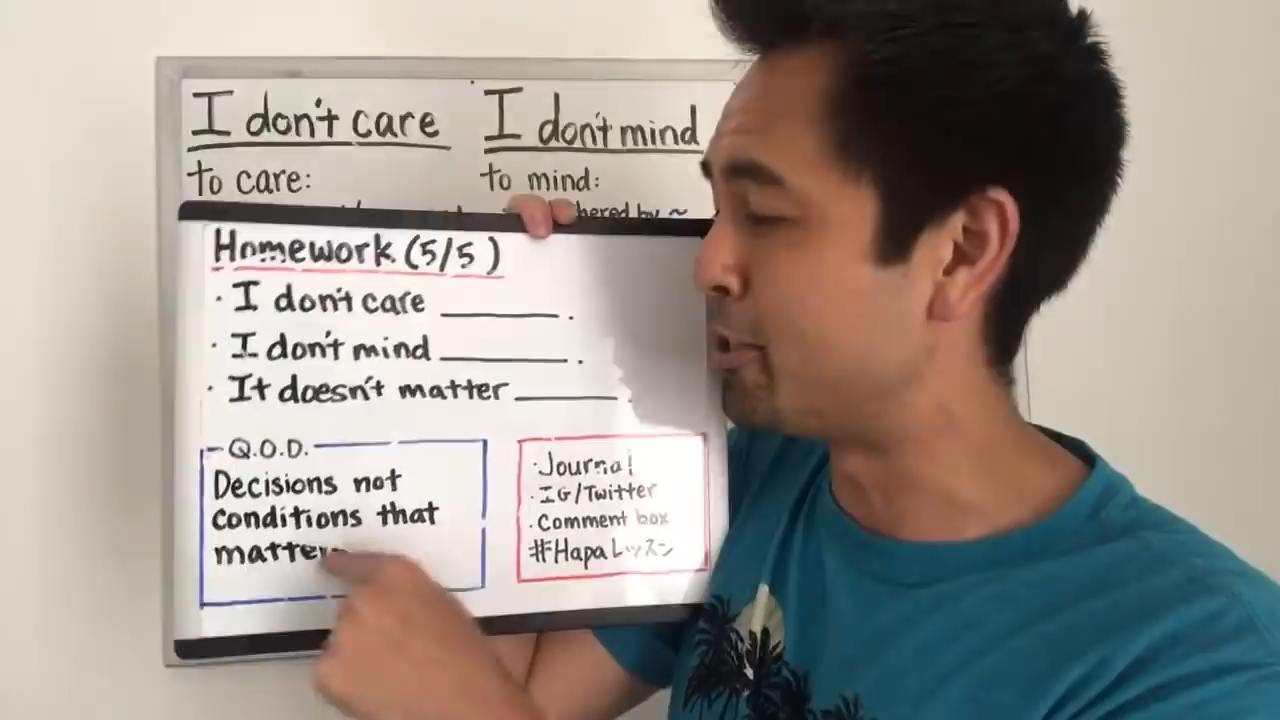 I don't care
I don't mind
to care:
to mind:
by ~
Homework (5/5)
· I don't care ______.
· I don't mind ______.
· It doesn't matter ______.
Q.O.D.
Decisions not
conditions that
matter
· Journal
· IG/Twitter
· Comment box
#Hapaレッスン